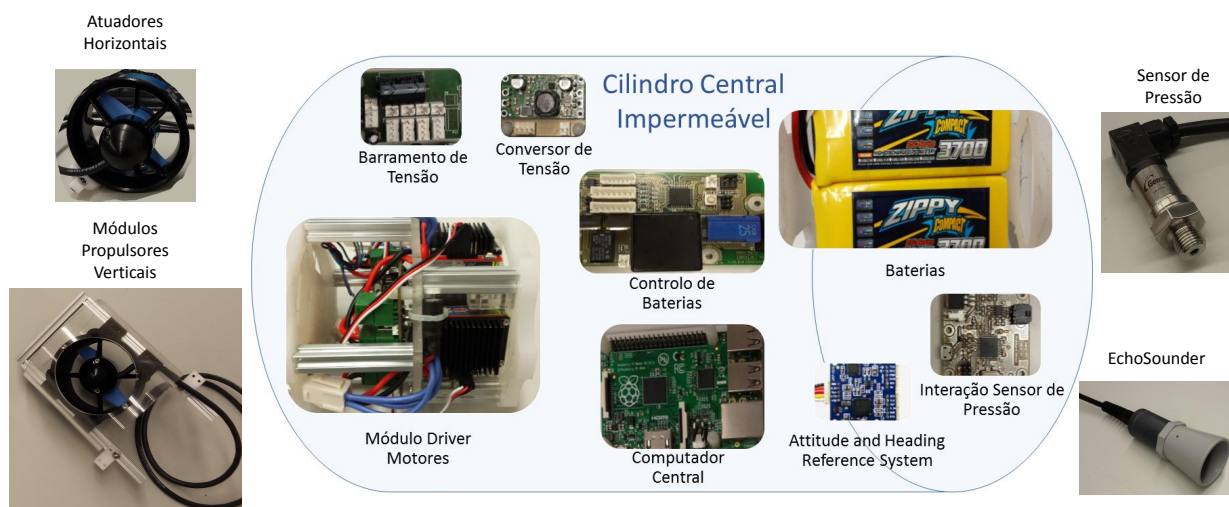 Atuadores
Horizontais
Módulos
Propulsores
Verticais
Cilindro Central
Impermeável
Barramento de
Tensão
Conversor de
Tensão
ZIPPY
COMPACT
3700
ZIPPY
COMPACT
3700
Controlo de
Baterias
Baterias
HDMI
Módulo Driver
Motores
Computador
Central
Attitude and Heading
Reference System
Interação Sensor de
Pressão
Sensor de
Pressão
EchoSounder